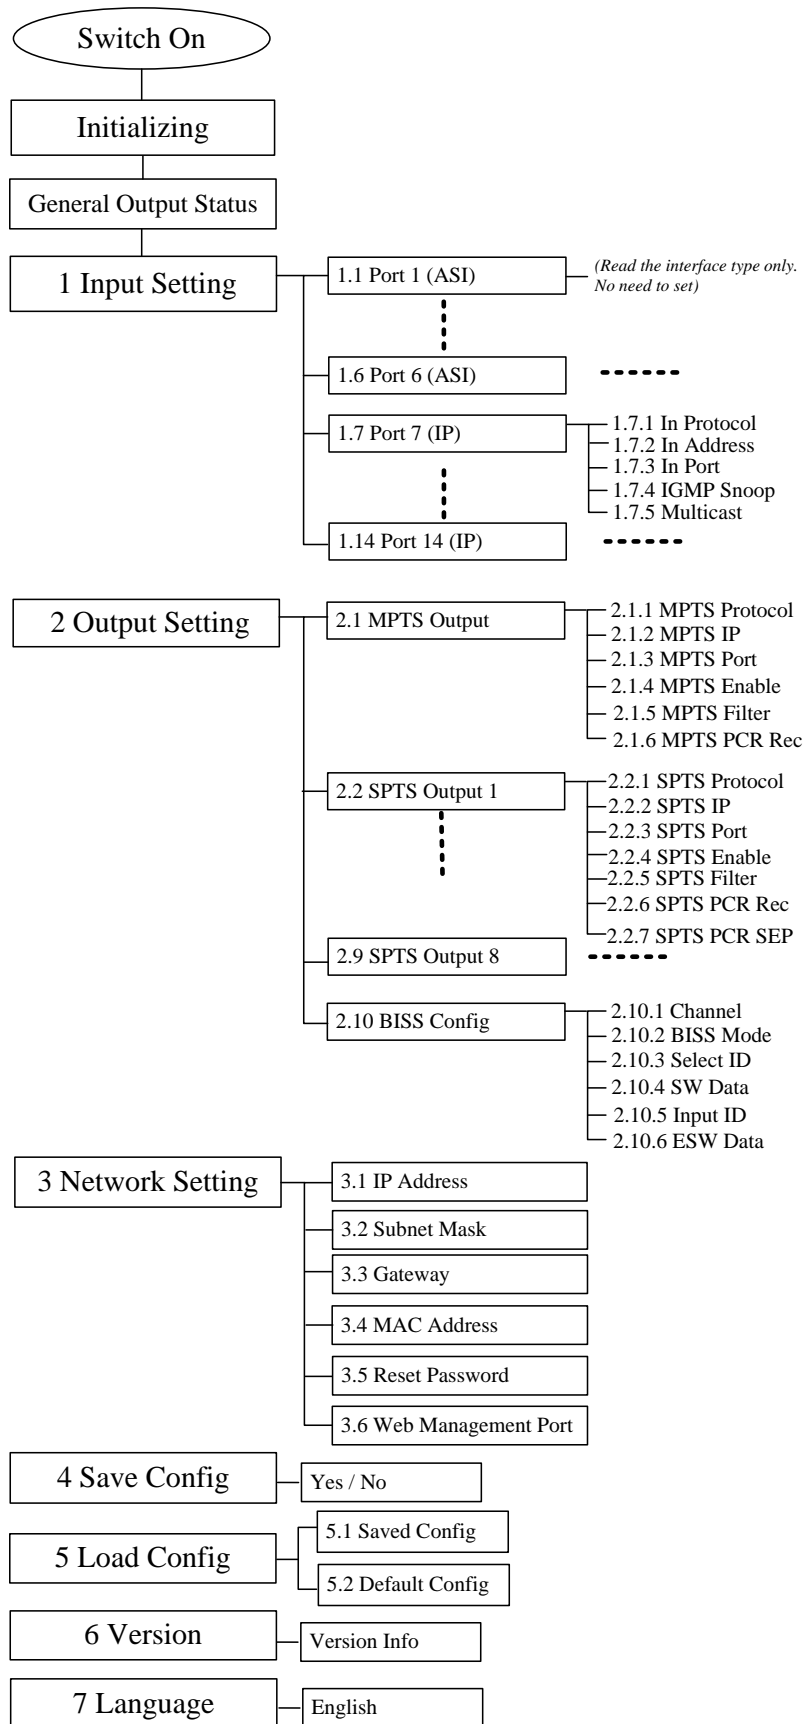 Switch On
Initializing
General Output Status
1 Input Setting
1.1 Port 1 (ASI)
(Read the interface type only.
No need to set)
1.6 Port 6 (ASI)
1.7 Port 7 (IP)
1.7.1 In Protocol
1.7.2 In Address
1.7.3 In Port
1.7.4 IGMP Snoop
1.7.5 Multicast
1.14 Port 14 (IP)
2 Output Setting
2.1 MPTS Output
2.1.1 MPTS Protocol
2.1.2 MPTS IP
2.1.3 MPTS Port
2.1.4 MPTS Enable
2.1.5 MPTS Filter
2.1.6 MPTS PCR Rec
2.2 SPTS Output 1
2.2.1 SPTS Protocol
2.2.2 SPTS IP
2.2.3 SPTS Port
2.2.4 SPTS Enable
2.2.5 SPTS Filter
2.2.6 SPTS PCR Rec
2.2.7 SPTS PCR SEP
2.9 SPTS Output 8
2.10 BISS Config
2.10.1 Channel
2.10.2 BISS Mode
2.10.3 Select ID
2.10.4 SW Data
2.10.5 Input ID
2.10.6 ESW Data
3 Network Setting
3.1 IP Address
3.2 Subnet Mask
3.3 Gateway
3.4 MAC Address
3.5 Reset Password
3.6 Web Management Port
4 Save Config
Yes / No
5 Load Config
5.1 Saved Config
5.2 Default Config
6 Version
Version Info
7 Language
English